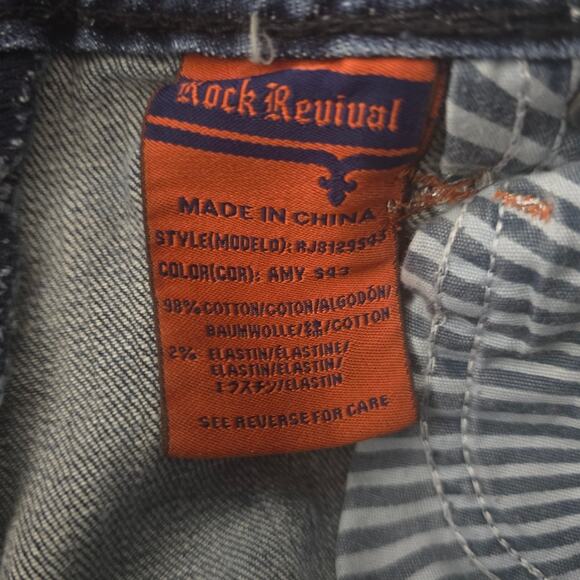 Rock Revival
MADE IN CHINA
STYLE(MODELO): RJ8129S43
COLOR(COR): AMY S43
98% COTTON/COTON/ALGODÓN/
BAUMWOLLE/綿/COTTON
2% ELASTIN/ÉLASTINE/
ELASTIN/ELASTIN/
エラスチン/ELASTIN
SEE REVERSE FOR CARE